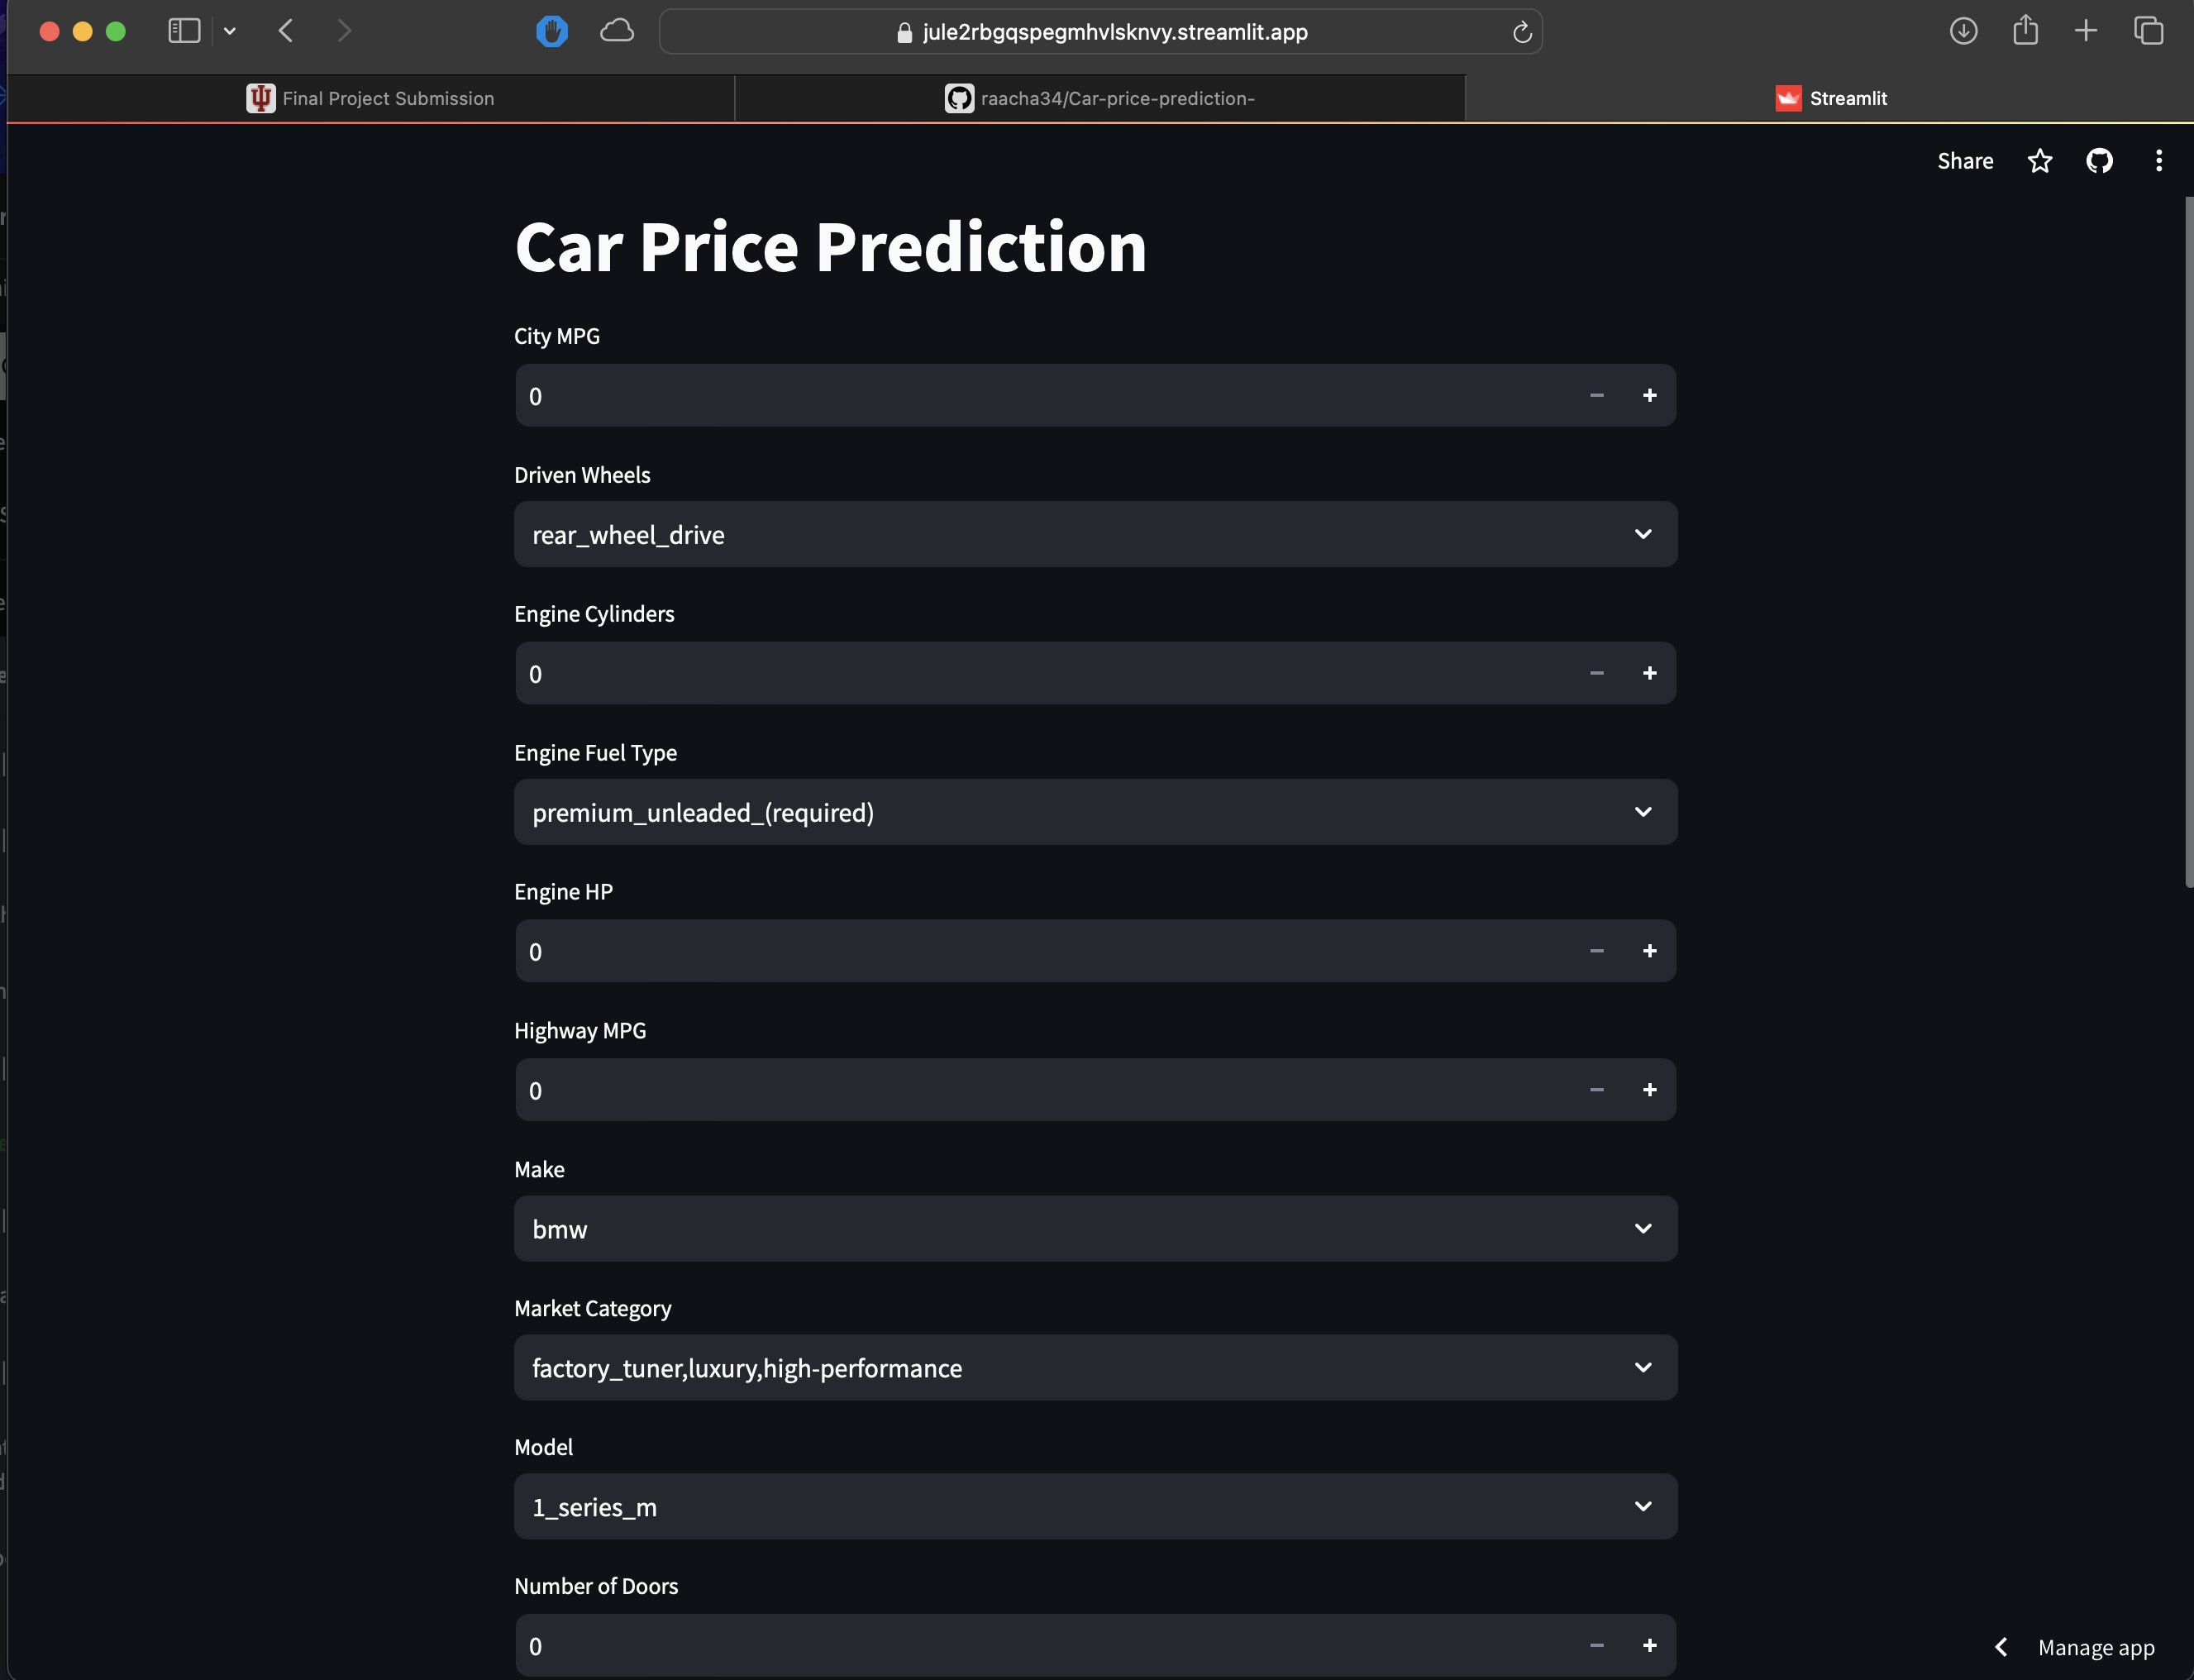 jule2rbgqspegmhvlsknvy.streamlit.app
Final Project Submission
raacha34/Car-price-prediction-
Streamlit
Share
Car Price Prediction
City MPG
0
Driven Wheels
rear_wheel_drive
Engine Cylinders
0
Engine Fuel Type
premium_unleaded_(required)
Engine HP
0
Highway MPG
0
Make
bmw
Market Category
factory_tuner,luxury,high-performance
Model
1_series_m
Number of Doors
0
Manage app